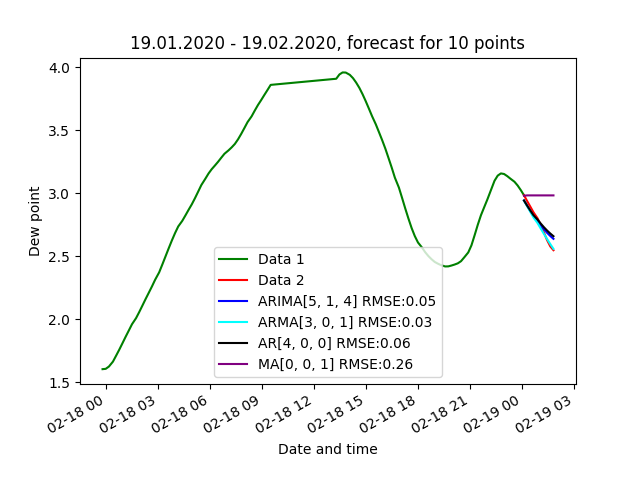 19.01.2020 - 19.02.2020, forecast for 10 points
4.0
3.5
3.0
2.5
2.0
1.5
Dew point
Data 1
Data 2
ARIMA[5, 1, 4] RMSE:0.05
ARMA[3, 0, 1] RMSE:0.03
AR[4, 0, 0] RMSE:0.06
MA[0, 0, 1] RMSE:0.26
02-18 00
02-18 03
02-18 06
02-18 09
02-18 12
02-18 15
02-18 18
02-18 21
02-19 00
02-19 03
Date and time